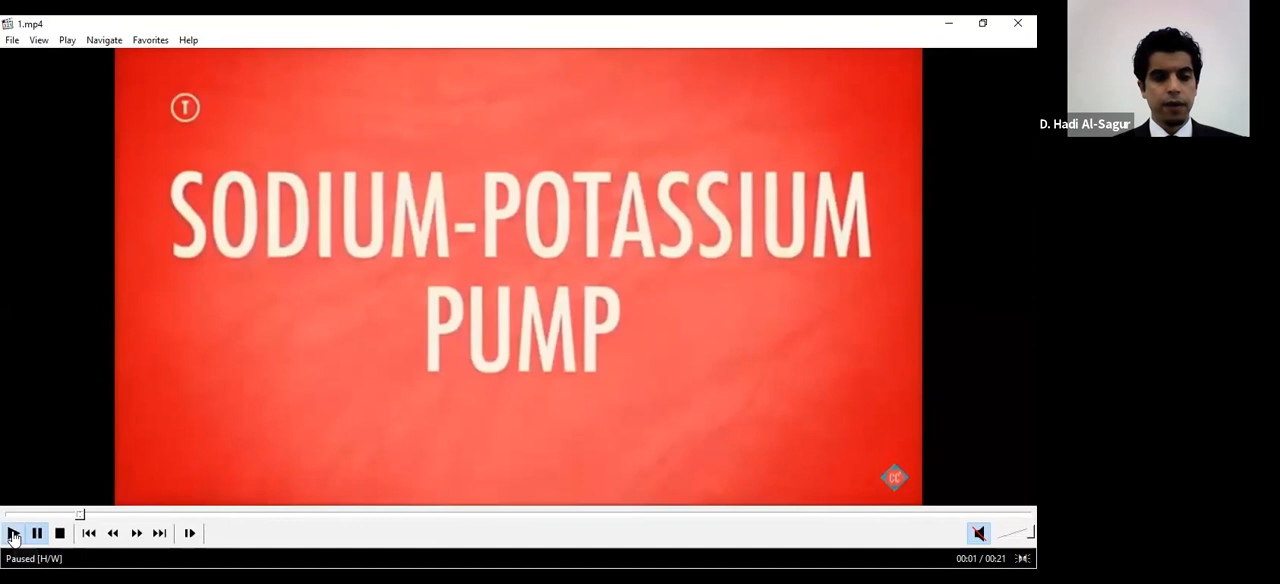 1.mp4
File View Play Navigate Favorites Help
T
SODIUM-POTASSIUM
PUMP
CC
Paused [H/W]
00:01 / 00:21
D. Hadi Al-Sagur